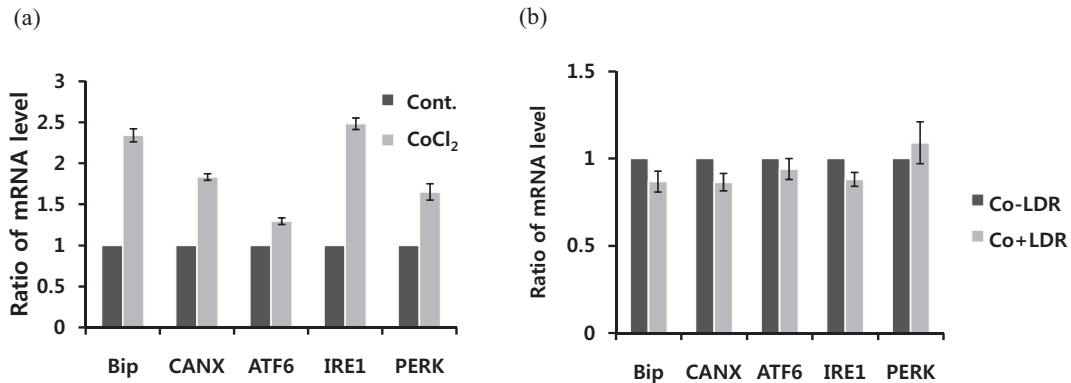 (a)
Ratio of mRNA level
3
2.5
2
1.5
1
0.5
0
Cont.
CoCl₂
Bip CANX ATF6 IRE1 PERK
(b)
Ratio of mRNA level
1.5
1
0.5
0
Co-LDR
Co+LDR
Bip CANX ATF6 IRE1 PERK